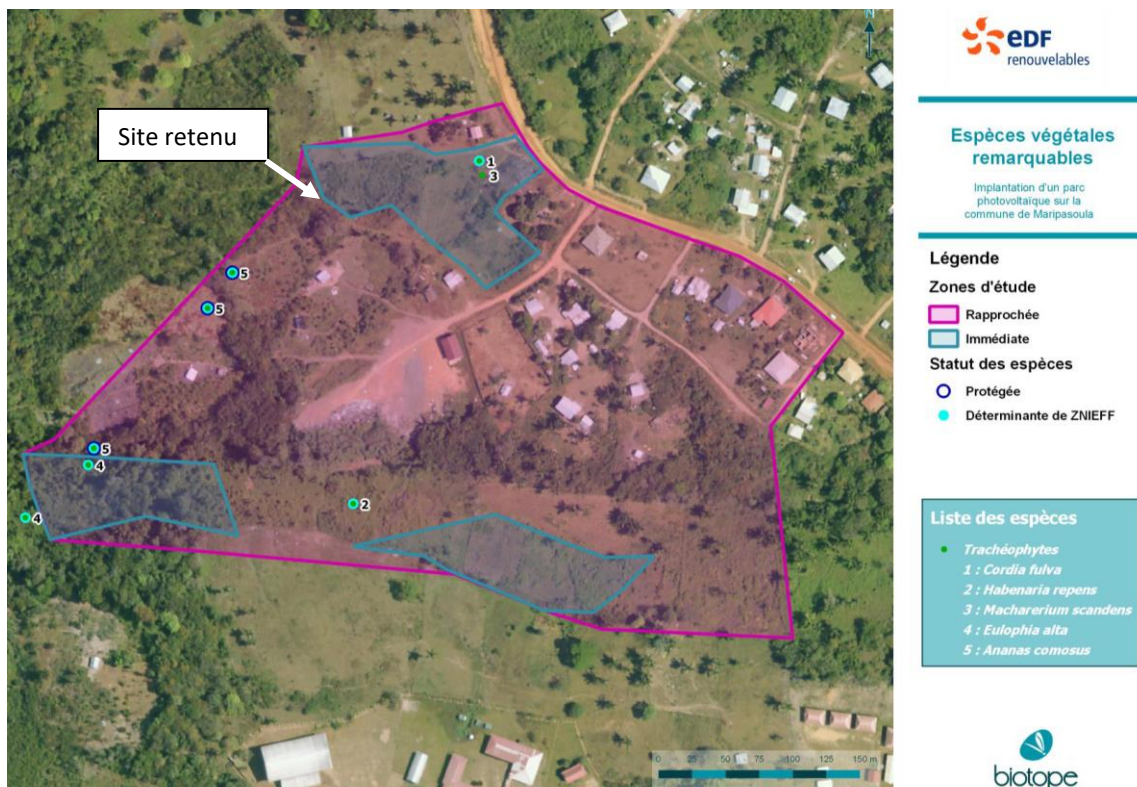 Site retenu
N
1
3
5
5
5
4
4
2
0 25 50 75 100 125 150 m
eDF
renouvelables
Espèces végétales
remarquables
Implantation d'un parc
photovoltaïque sur la
commune de Maripasoula
Légende
Zones d'étude
Rapprochée
Immédiate
Statut des espèces
Protégée
Déterminante de ZNIEFF
Liste des espèces
Trachéophytes
1 : Cordia fulva
2 : Habenaria repens
3 : Macharerium scandens
4 : Eulophia alta
5 : Ananas comosus
biotope